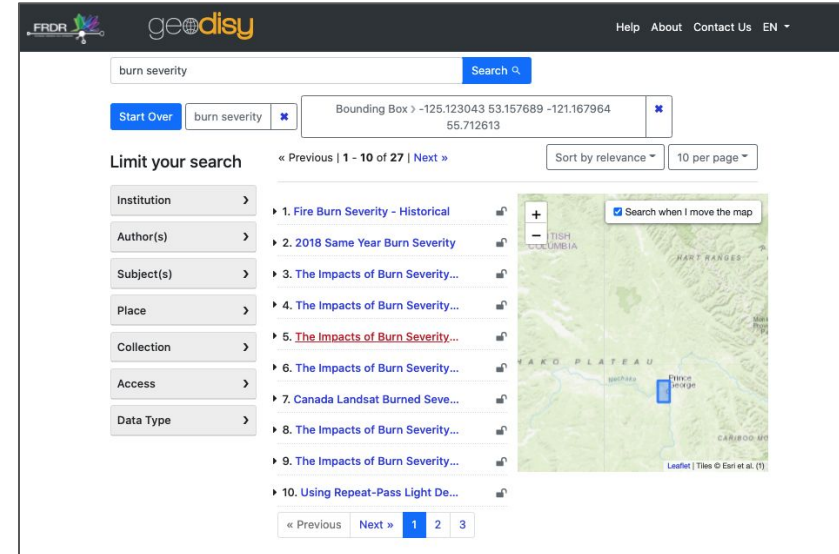 FRDR
geodisy
Help About Contact Us EN
burn severity
Search
Start Over
burn severity
Bounding Box > -125.123043 53.157689 -121.167964
55.712613
Limit your search
« Previous | 1 - 10 of 27 | Next »
Sort by relevance
10 per page
Institution
Author(s)
Subject(s)
Place
Collection
Access
Data Type
1. Fire Burn Severity - Historical
2. 2018 Same Year Burn Severity
3. The Impacts of Burn Severity...
4. The Impacts of Burn Severity...
5. The Impacts of Burn Severity...
6. The Impacts of Burn Severity...
7. Canada Landsat Burned Seve...
8. The Impacts of Burn Severity...
9. The Impacts of Burn Severity...
10. Using Repeat-Pass Light De...
+
−
Search when I move the map
COLUMBIA
HART RANGES
PLATEAU
Prince
George
CARIBOO
Leaflet | Tiles © Esri et al. (1)
« Previous Next » 1 2 3